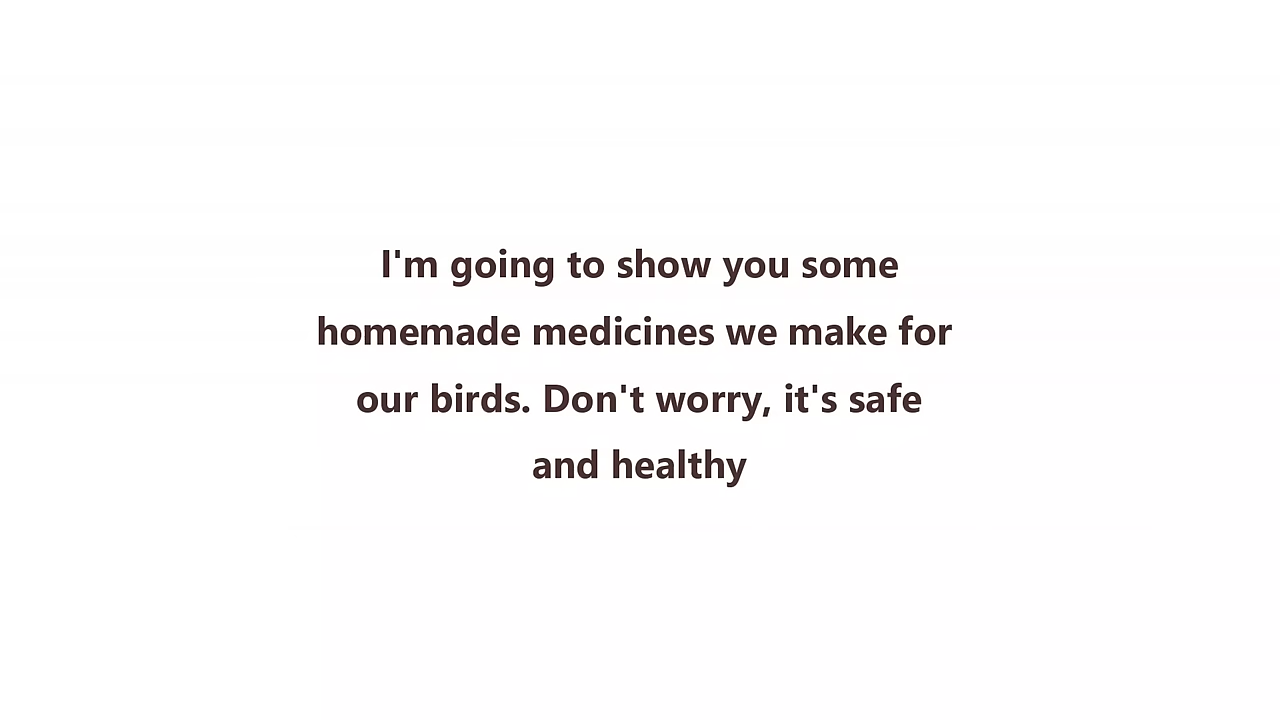 I'm going to show you some
homemade medicines we make for
our birds. Don't worry, it's safe
and healthy